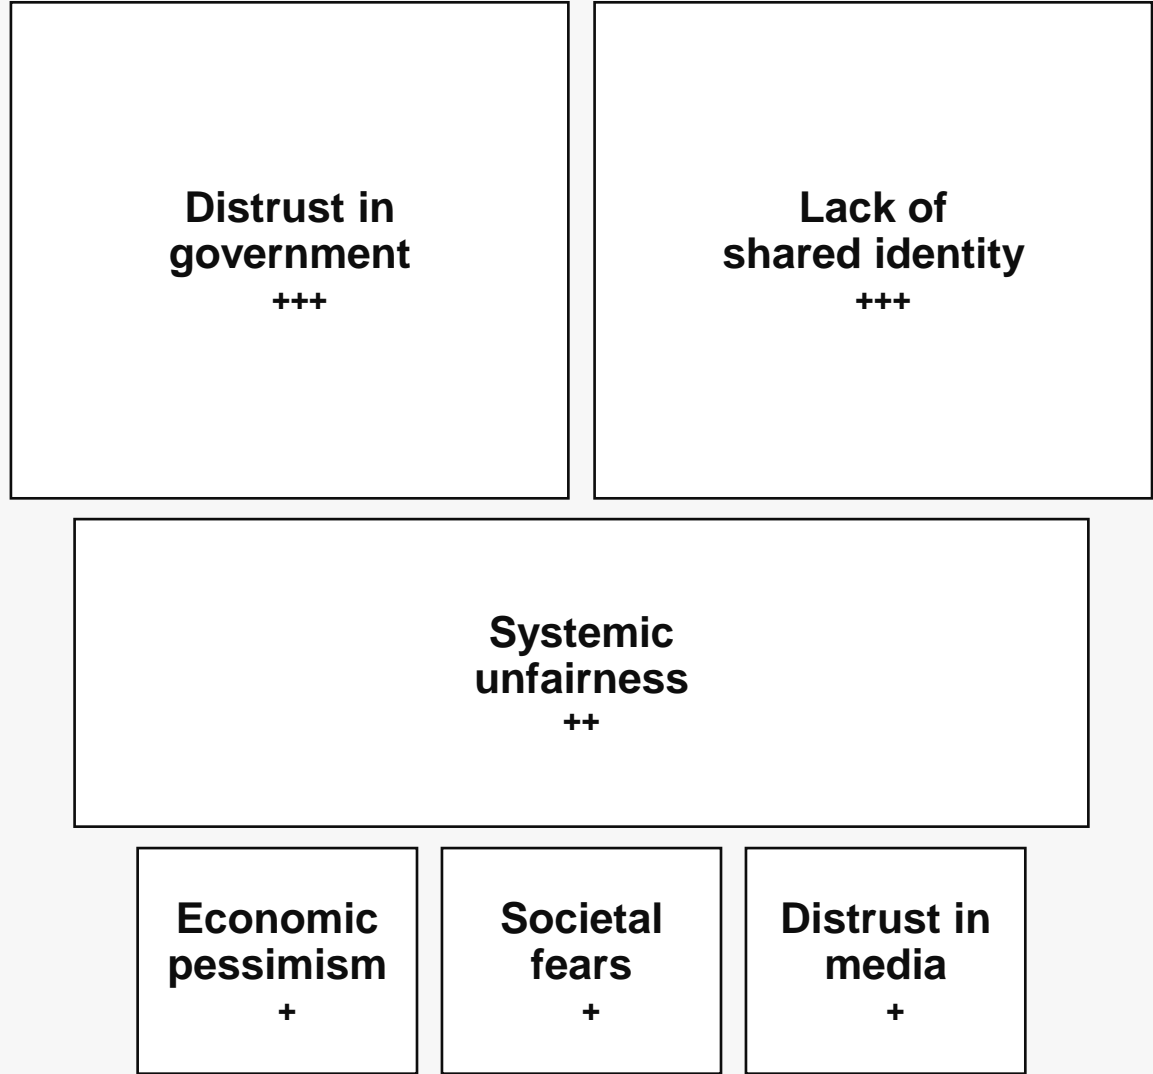 Distrust in
government
+++
Lack of
shared identity
+++
Systemic
unfairness
++
Economic
pessimism
+
Societal
fears
+
Distrust in
media
+